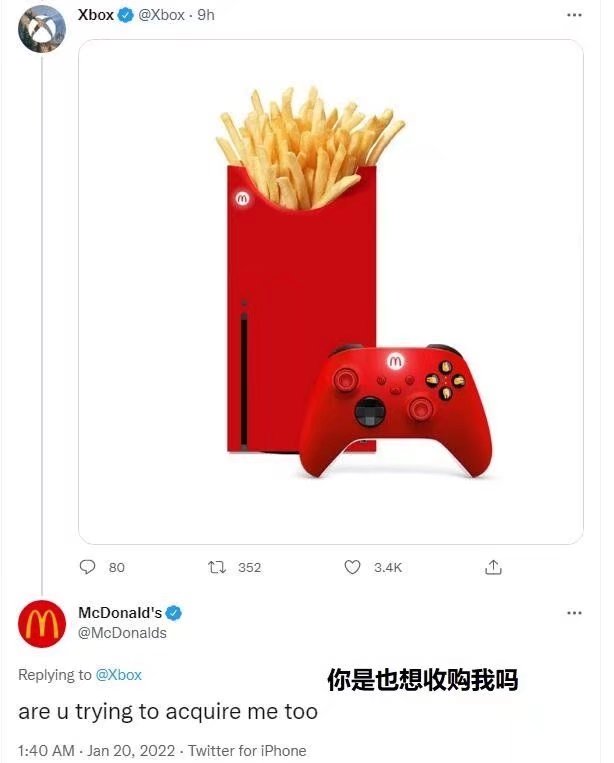 Xbox @Xbox · 9h
80 352 3.4K
McDonald's
@McDonalds
Replying to @Xbox
你是也想收购我吗
are u trying to acquire me too
1:40 AM · Jan 20, 2022 · Twitter for iPhone